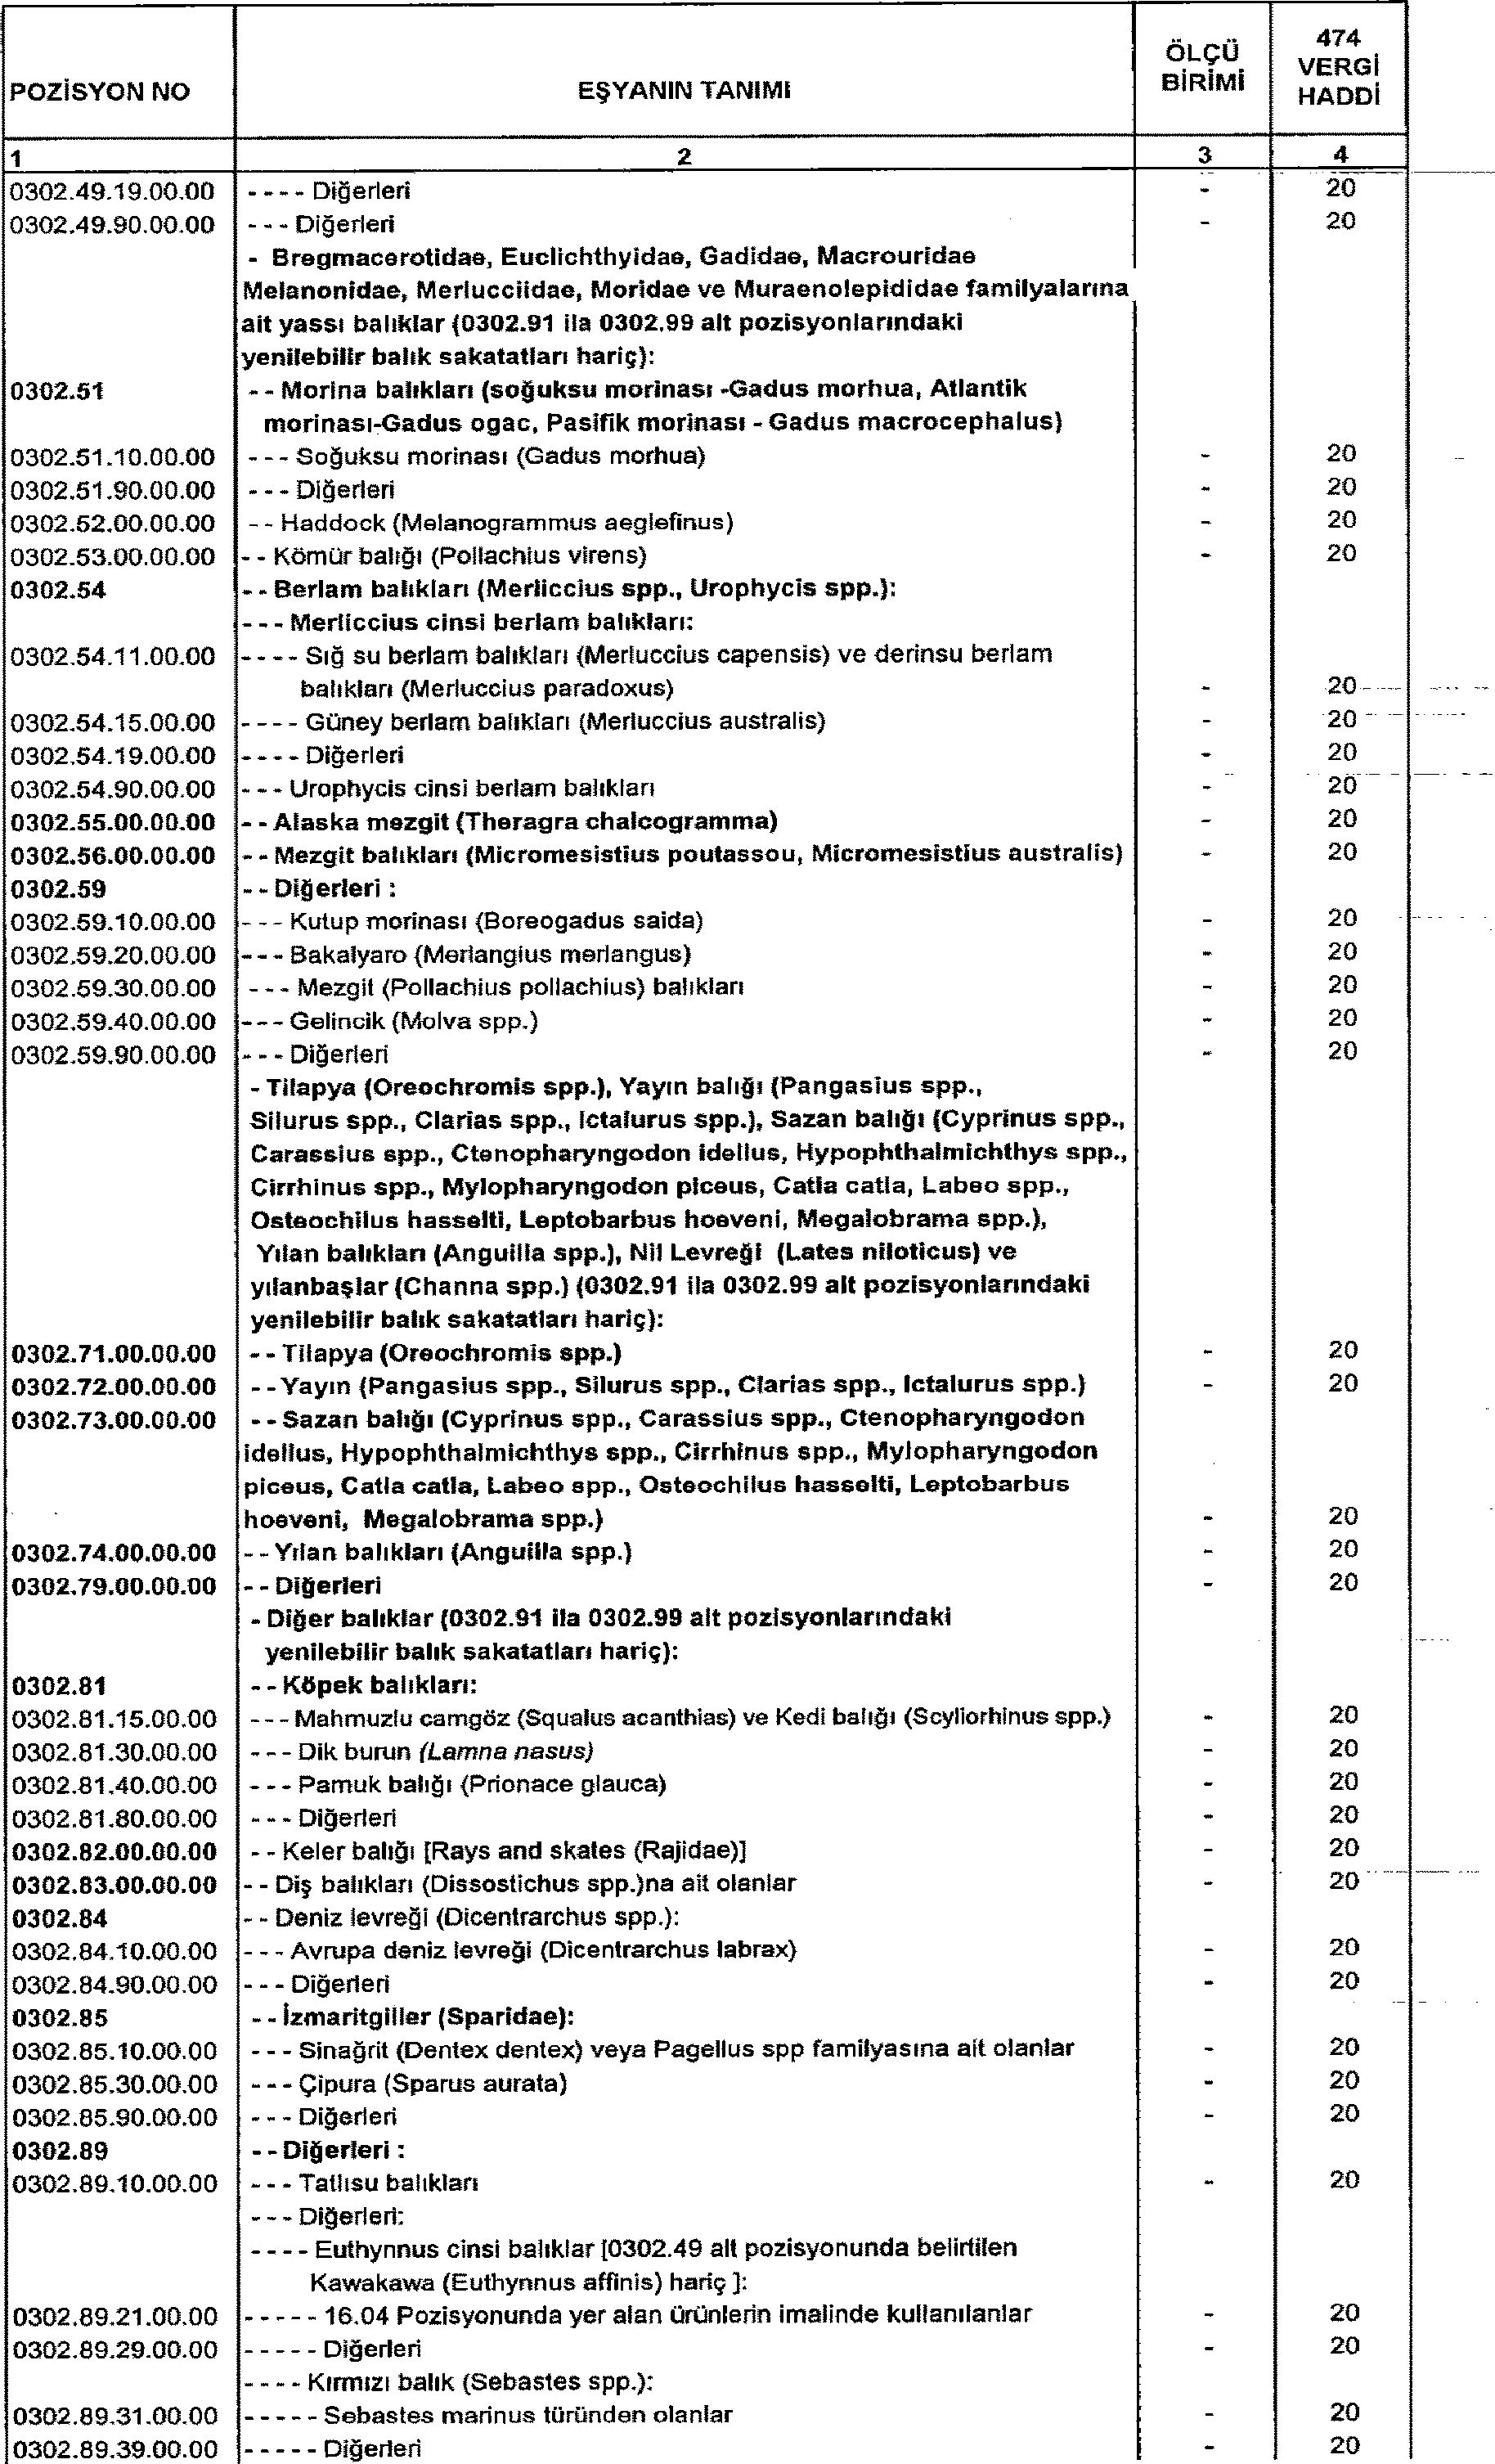 POZİSYON NO EŞYANIN TANIMI ÖLÇÜ BİRİMİ 474 VERGİ HADDİ
1 2 3 4
0302.49.19.00.00 - - - - Diğerleri - 20
0302.49.90.00.00 - - - Diğerleri - 20
- Bregmacerotidae, Euclichthyidae, Gadidae, Macrouridae
Melanonidae, Merlucciidae, Moridae ve Muraenolepididae familyalarına
ait yassı balıklar (0302.91 ila 0302.99 alt pozisyonlarındaki
yenilebilir balık sakatatları hariç):
0302.51 - - Morina balıkları (soğuksu morinası -Gadus morhua, Atlantik
morinası-Gadus ogac, Pasifik morinası - Gadus macrocephalus)
0302.51.10.00.00 - - - Soğuksu morinası (Gadus morhua) - 20
0302.51.90.00.00 - - - Diğerleri - 20
0302.52.00.00.00 - - Haddock (Melanogrammus aeglefinus) - 20
0302.53.00.00.00 - - Kömür balığı (Pollachius virens) - 20
0302.54 - - Berlam balıkları (Merliccius spp., Urophycis spp.):
- - - Merliccius cinsi berlam balıkları:
0302.54.11.00.00 - - - - Sığ su berlam balıkları (Merluccius capensis) ve derinsu berlam
balıkları (Merluccius paradoxus) - 20
0302.54.15.00.00 - - - - Güney berlam balıkları (Merluccius australis) - 20
0302.54.19.00.00 - - - - Diğerleri - 20
0302.54.90.00.00 - - - Urophycis cinsi berlam balıkları - 20
0302.55.00.00.00 - - Alaska mezgit (Theragra chalcogramma) - 20
0302.56.00.00.00 - - Mezgit balıkları (Micromesistius poutassou, Micromesistius australis) - 20
0302.59 - - Diğerleri :
0302.59.10.00.00 - - - Kutup morinası (Boreogadus saida) - 20
0302.59.20.00.00 - - - Bakalyaro (Merlangius merlangus) - 20
0302.59.30.00.00 - - - Mezgit (Pollachius pollachius) balıkları - 20
0302.59.40.00.00 - - - Gelincik (Molva spp.) - 20
0302.59.90.00.00 - - - Diğerleri - 20
- Tilapya (Oreochromis spp.), Yayın balığı (Pangasius spp.,
Silurus spp., Clarias spp., Ictalurus spp.), Sazan balığı (Cyprinus spp.,
Carassius spp., Ctenopharyngodon idellus, Hypophthalmichthys spp.,
Cirrhinus spp., Mylopharyngodon piceus, Catla catla, Labeo spp.,
Osteochilus hasselti, Leptobarbus hoeveni, Megalobrama spp.),
Yılan balıkları (Anguilla spp.), Nil Levreği (Lates niloticus) ve
yılanbaşlar (Channa spp.) (0302.91 ila 0302.99 alt pozisyonlarındaki
yenilebilir balık sakatatları hariç):
0302.71.00.00.00 - - Tilapya (Oreochromis spp.) - 20
0302.72.00.00.00 - - Yayın (Pangasius spp., Silurus spp., Clarias spp., Ictalurus spp.) - 20
0302.73.00.00.00 - - Sazan balığı (Cyprinus spp., Carassius spp., Ctenopharyngodon
idellus, Hypophthalmichthys spp., Cirrhinus spp., Mylopharyngodon
piceus, Catla catla, Labeo spp., Osteochilus hasselti, Leptobarbus
hoeveni, Megalobrama spp.) - 20
0302.74.00.00.00 - - Yılan balıkları (Anguilla spp.) - 20
0302.79.00.00.00 - - Diğerleri - 20
- Diğer balıklar (0302.91 ila 0302.99 alt pozisyonlarındaki
yenilebilir balık sakatatları hariç):
0302.81 - - Köpek balıkları:
0302.81.15.00.00 - - - Mahmuzlu camgöz (Squalus acanthias) ve Kedi balığı (Scyliorhinus spp.) - 20
0302.81.30.00.00 - - - Dik burun (Lamna nasus) - 20
0302.81.40.00.00 - - - Pamuk balığı (Prionace glauca) - 20
0302.81.80.00.00 - - - Diğerleri - 20
0302.82.00.00.00 - - Keler balığı [Rays and skates (Rajidae)] - 20
0302.83.00.00.00 - - Diş balıkları (Dissostichus spp.)na ait olanlar - 20
0302.84 - - Deniz levreği (Dicentrarchus spp.):
0302.84.10.00.00 - - - Avrupa deniz levreği (Dicentrarchus labrax) - 20
0302.84.90.00.00 - - - Diğerleri - 20
0302.85 - - İzmaritgiller (Sparidae):
0302.85.10.00.00 - - - Sinağrit (Dentex dentex) veya Pagellus spp familyasına ait olanlar - 20
0302.85.30.00.00 - - - Çipura (Sparus aurata) - 20
0302.85.90.00.00 - - - Diğerleri - 20
0302.89 - - Diğerleri :
0302.89.10.00.00 - - - Tatlısu balıkları - 20
- - - Diğerleri:
- - - - Euthynnus cinsi balıklar [0302.49 alt pozisyonunda belirtilen
Kawakawa (Euthynnus affinis) hariç ]:
0302.89.21.00.00 - - - - - 16.04 Pozisyonunda yer alan ürünlerin imalinde kullanılanlar - 20
0302.89.29.00.00 - - - - - Diğerleri - 20
- - - - Kırmızı balık (Sebastes spp.):
0302.89.31.00.00 - - - - - Sebastes marinus türünden olanlar - 20
0302.89.39.00.00 - - - - - Diğerleri - 20